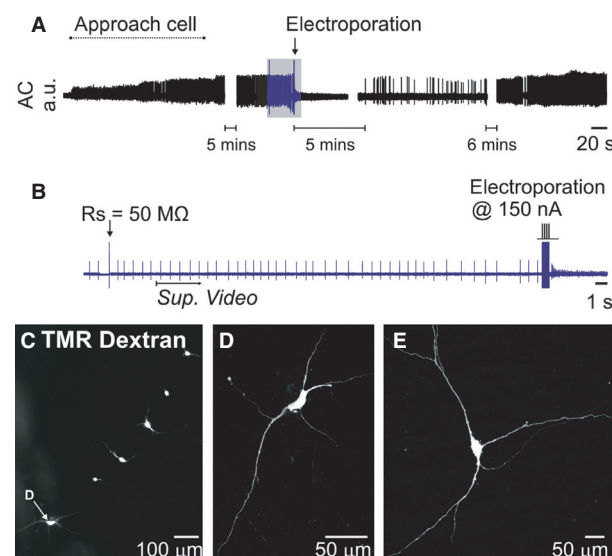 A
Approach cell
Electroporation
AC
a.u.
5 mins
5 mins
6 mins
20 s
B
Rs = 50 MΩ
Electroporation
@ 150 nA
Sup. Video
1 s
C TMR Dextran
D
E
D
100 µm
50 µm
50 µm